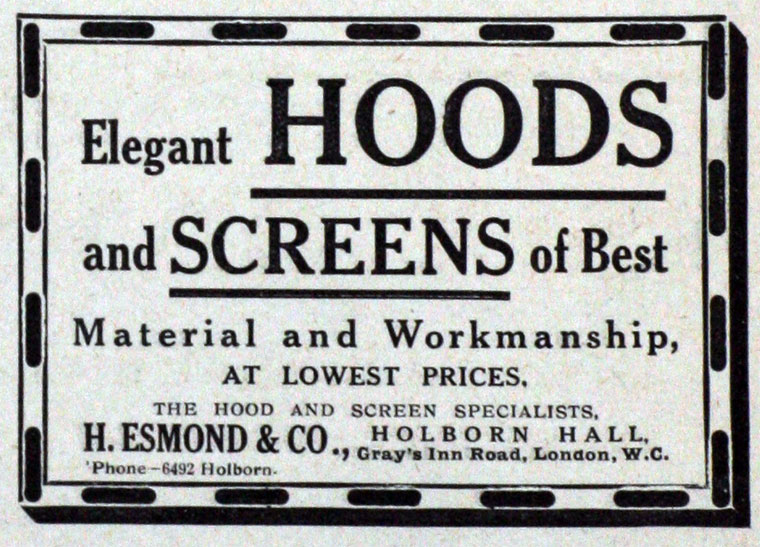 Elegant HOODS
and SCREENS of Best
Material and Workmanship,
AT LOWEST PRICES.
THE HOOD AND SCREEN SPECIALISTS,
H. ESMOND & CO., HOLBORN HALL,
Gray's Inn Road, London, W.C.
'Phone—6492 Holborn.